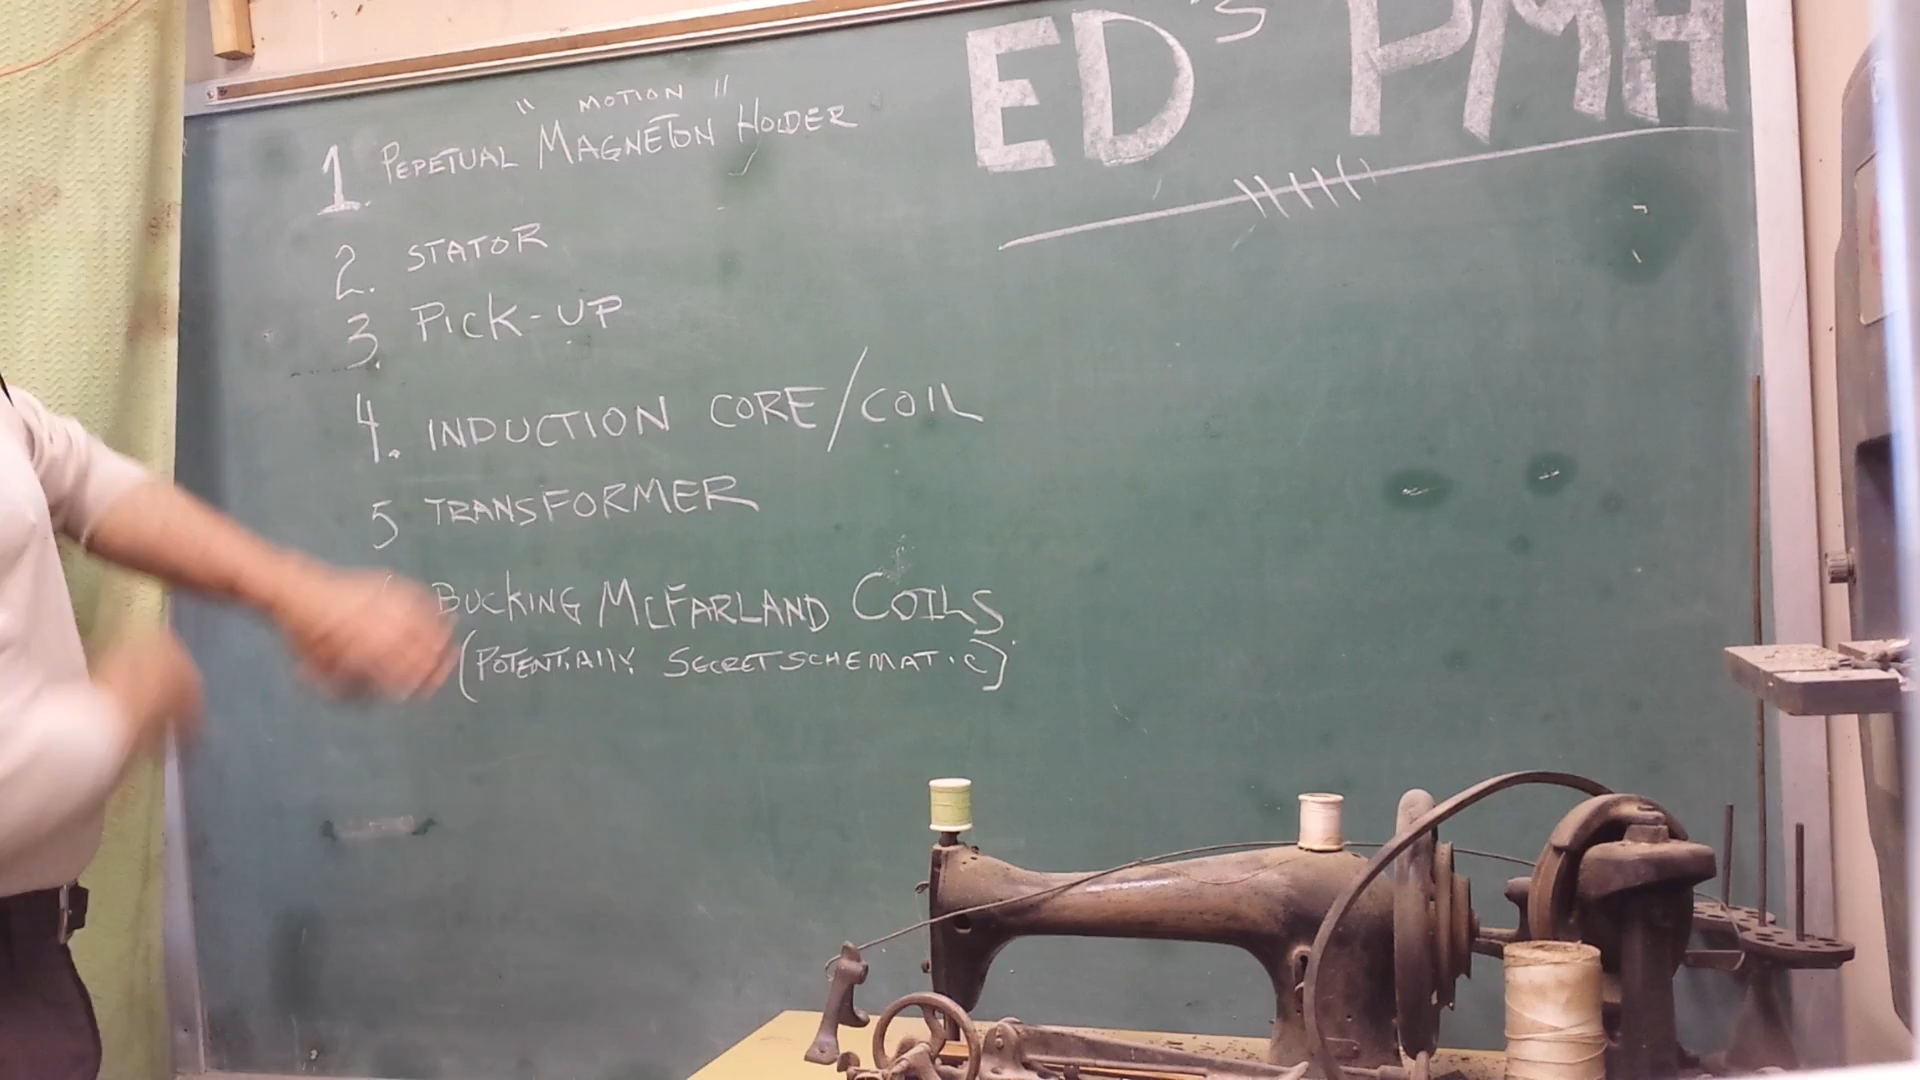 ED's PMH
" MOTION "
1. PEPETUAL MAGNETON HOLDER
2. STATOR
3. PICK-UP
4. INDUCTION CORE/COIL
5 TRANSFORMER
BUCKING MCFARLAND COILS
(POTENTIALLY SECRET SCHEMATIC)